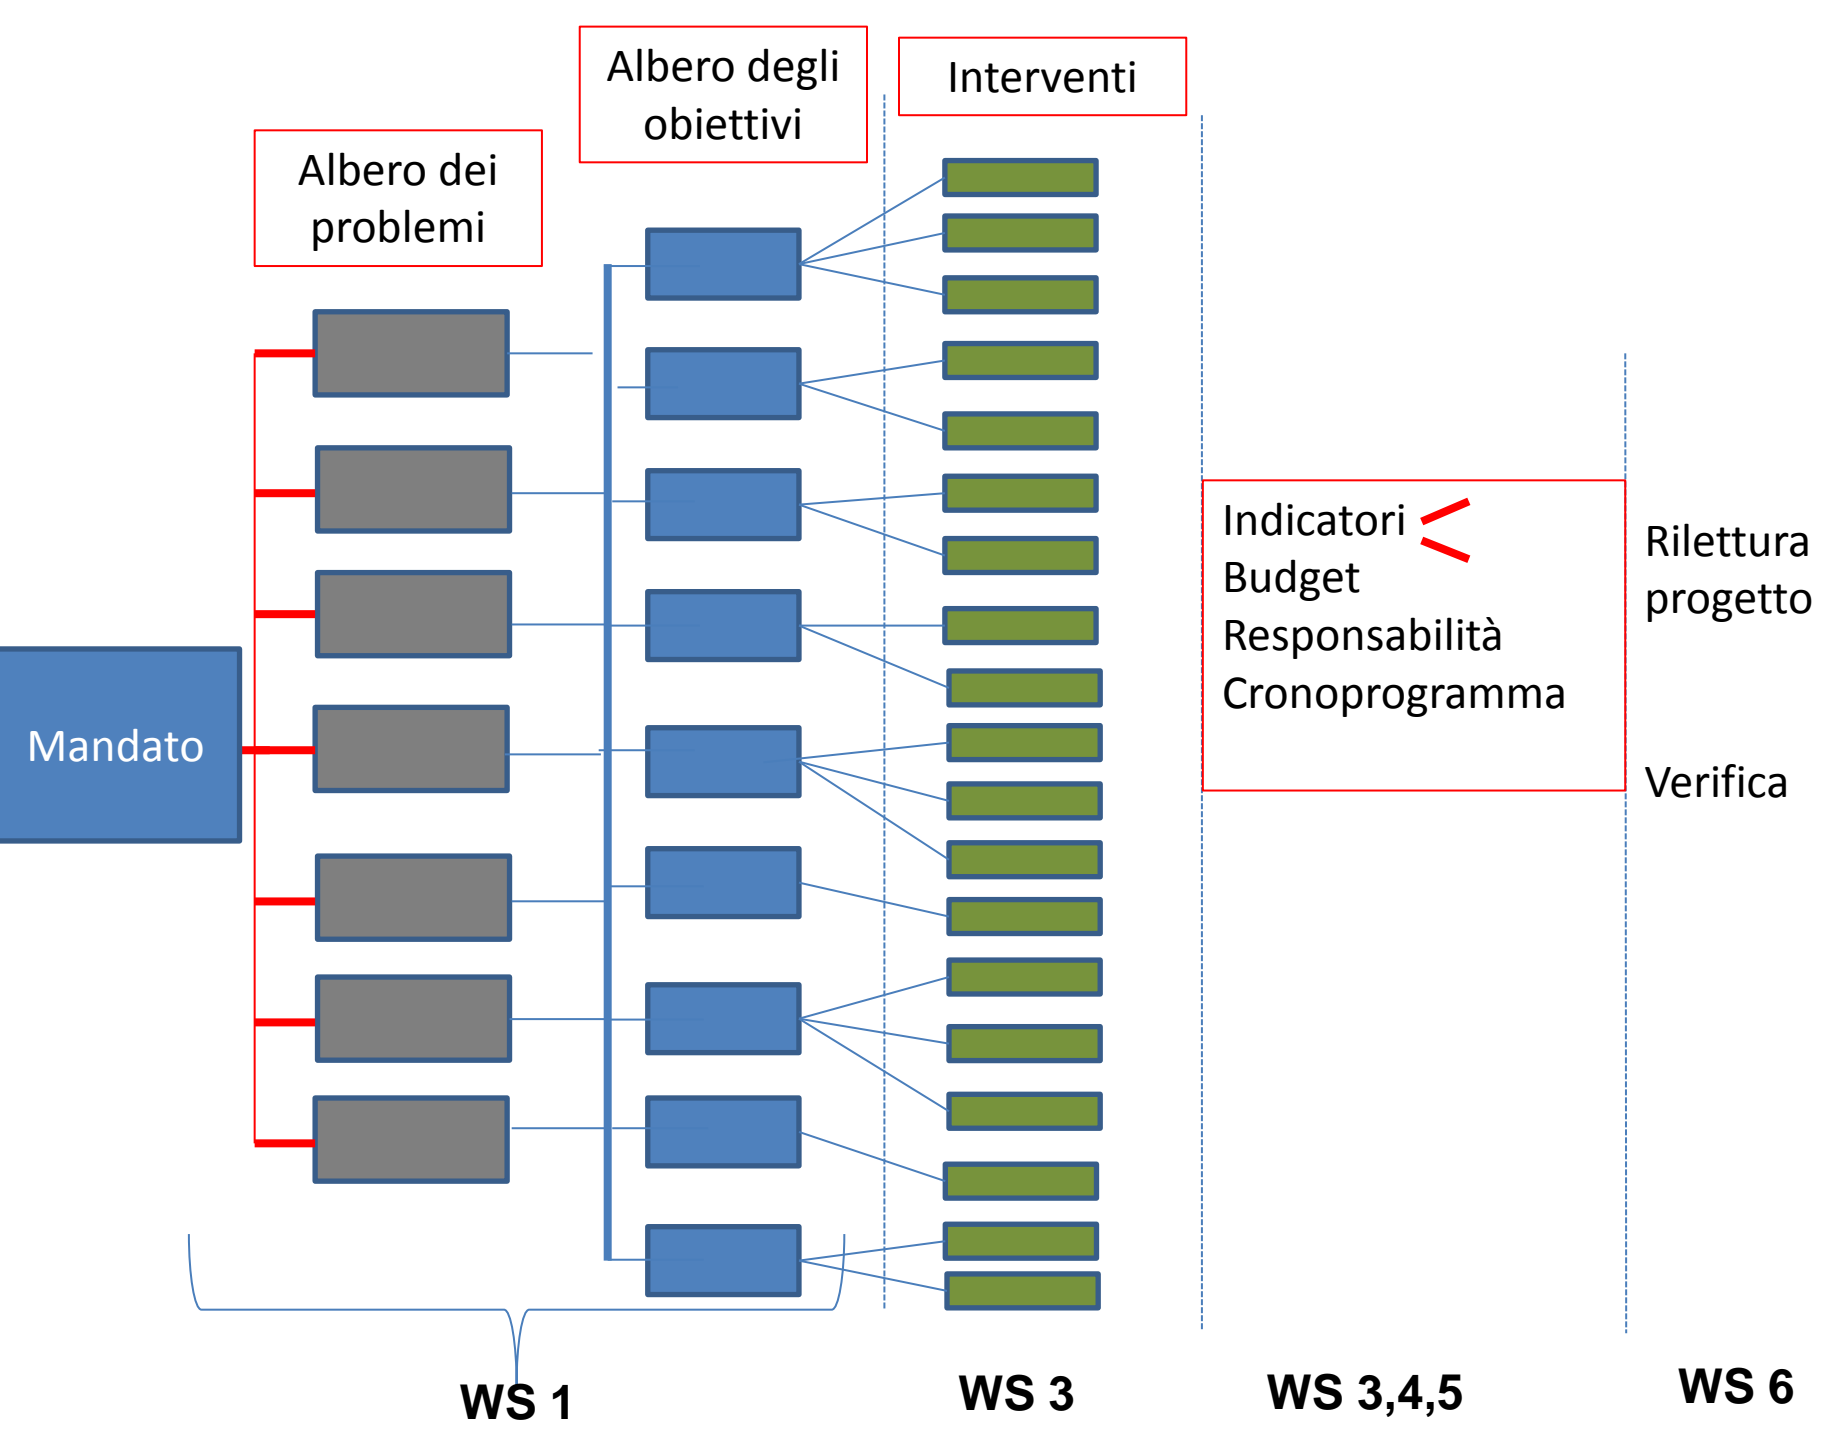 Albero degli
obiettivi
Interventi
Albero dei
problemi
Mandato
Indicatori
Budget
Responsabilità
Cronoprogramma
Rilettura
progetto
Verifica
WS 1
WS 3
WS 3,4,5
WS 6